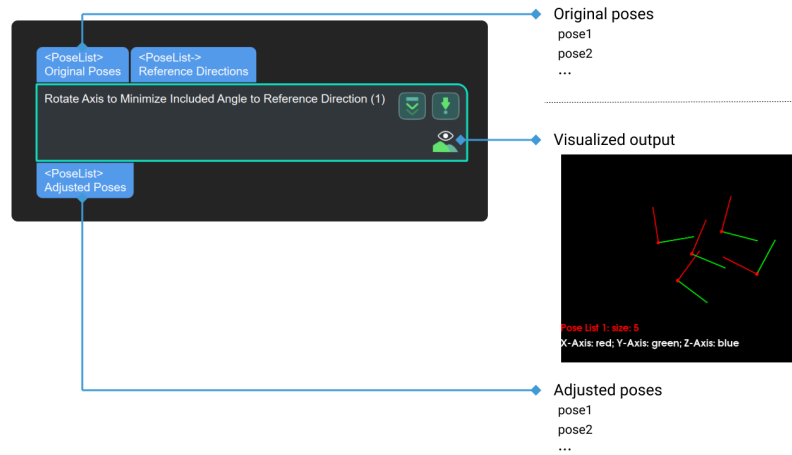 Original poses
pose1
pose2
...
<PoseList>
Original Poses
<PoseList->
Reference Directions
Rotate Axis to Minimize Included Angle to Reference Direction (1)
Visualized output
Pose List 1: size: 5
X-Axis: red; Y-Axis: green; Z-Axis: blue
<PoseList>
Adjusted Poses
Adjusted poses
pose1
pose2
...